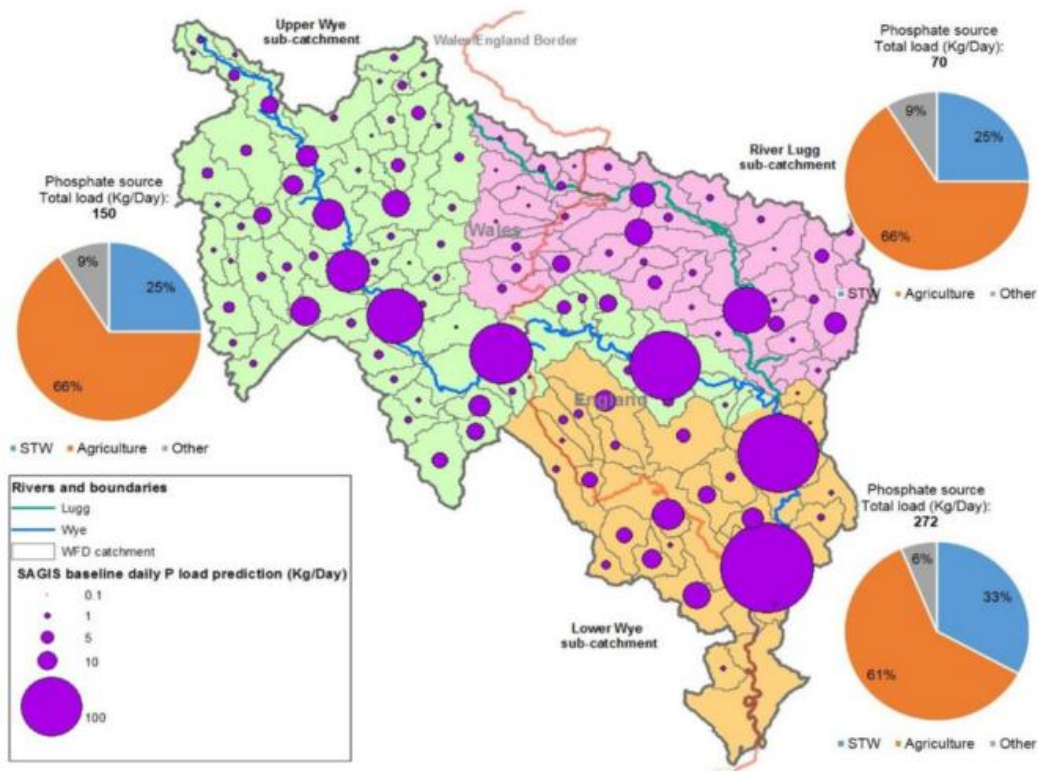 Upper Wye
sub-catchment
Wales England Border
Phosphate source
Total load (Kg/Day):
70
9%
25%
66%
STW Agriculture Other
River Lugg
sub-catchment
Phosphate source
Total load (Kg/Day):
150
9%
25%
66%
STW Agriculture Other
Wales
England
Rivers and boundaries
Lugg
Wye
WFD catchment
SAGIS baseline daily P load prediction (Kg/Day)
0.1
1
5
10
100
Lower Wye
sub-catchment
Phosphate source
Total load (Kg/Day):
272
6%
33%
61%
STW Agriculture Other